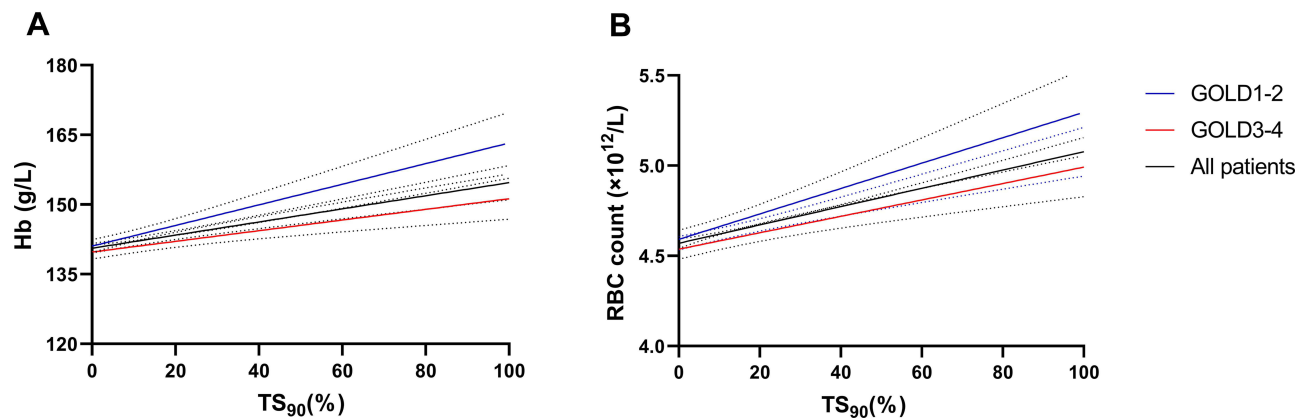 A
Hb (g/L)
180
165
150
135
120
0 20 40 60 80 100
TS₉₀(%)
B
RBC count (×10¹²/L)
5.5
5.0
4.5
4.0
0 20 40 60 80 100
TS₉₀(%)
GOLD1-2
GOLD3-4
All patients